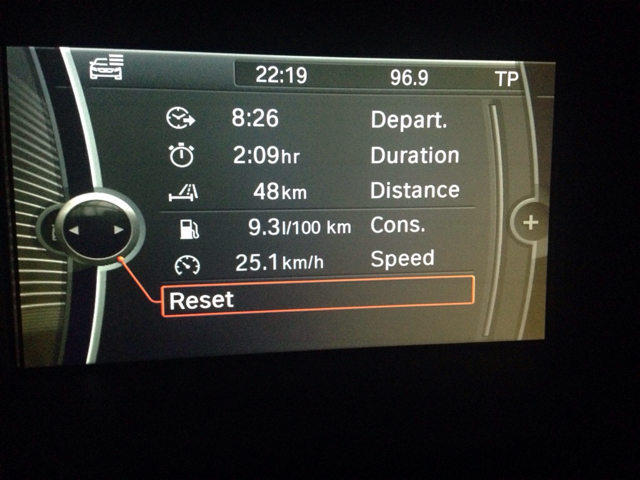 22:19 96.9 TP
8:26 Depart.
2:09hr Duration
48km Distance
9.3l/100 km Cons.
25.1km/h Speed
+
Reset